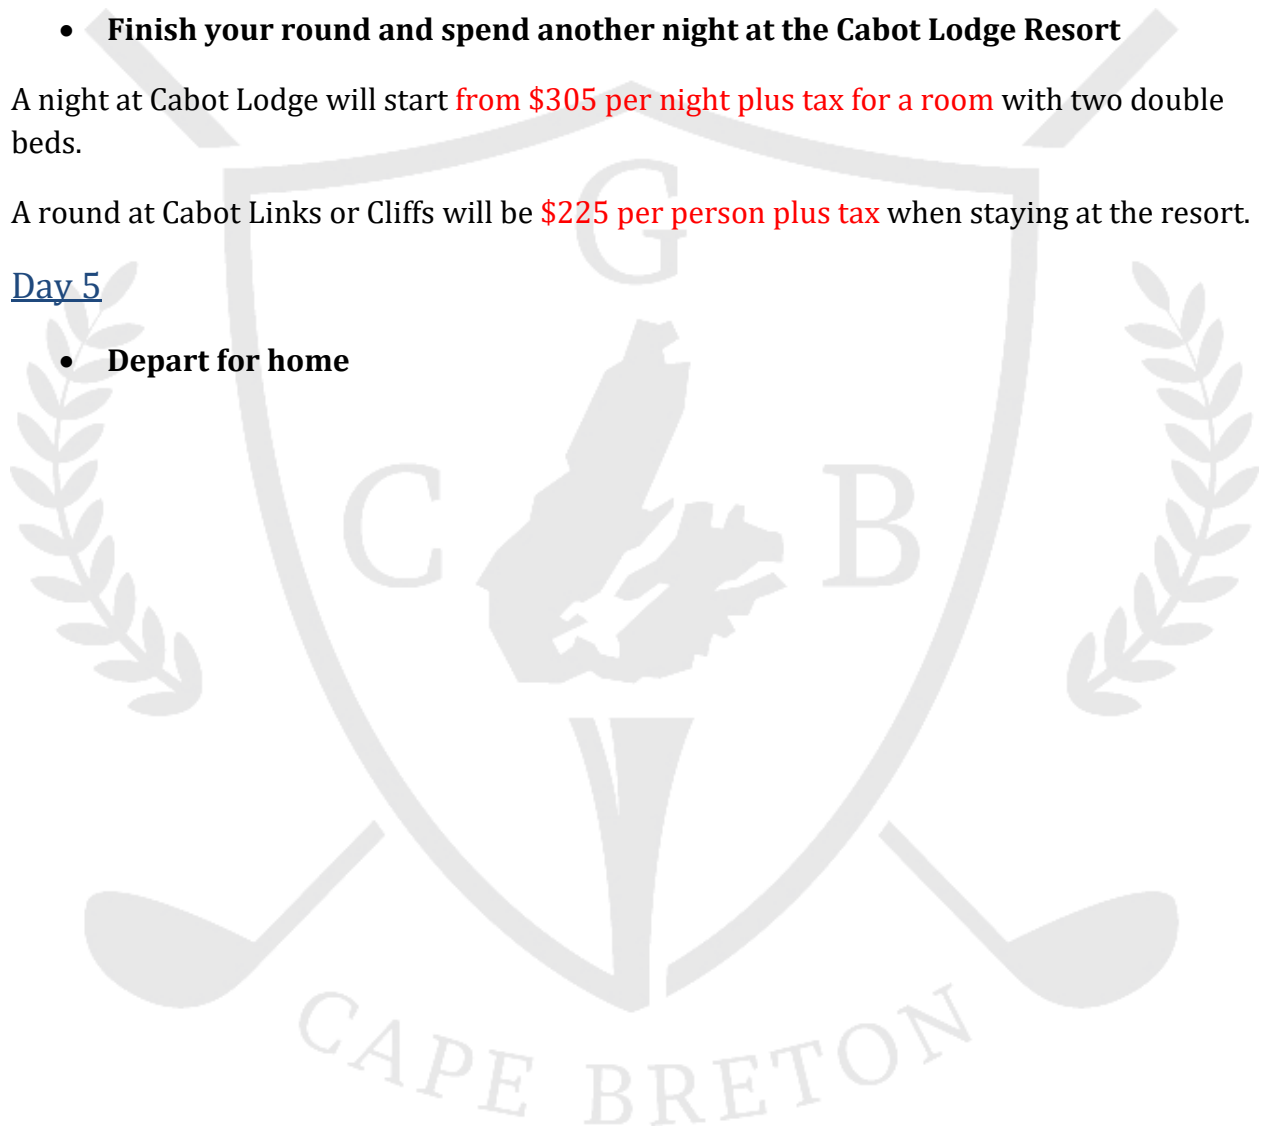 • Finish your round and spend another night at the Cabot Lodge Resort
A night at Cabot Lodge will start from $305 per night plus tax for a room with two double
beds.
A round at Cabot Links or Cliffs will be $225 per person plus tax when staying at the resort.
Day 5
• Depart for home
G
C B
CAPE BRETON